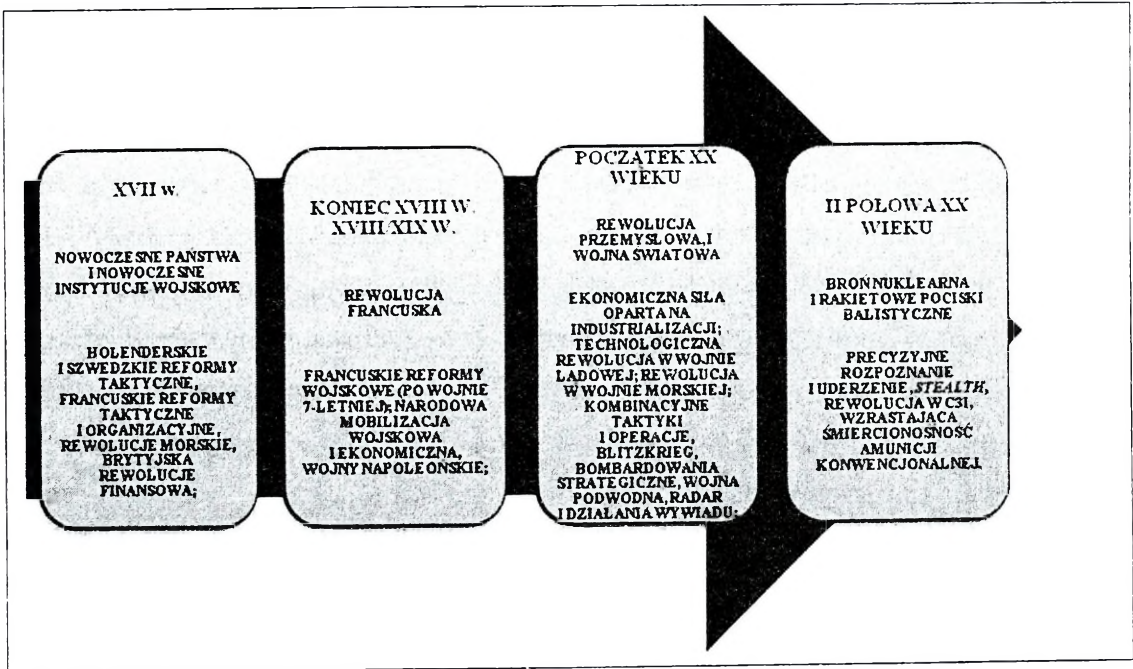 XVII w.
NOWOCZESNE PAŃSTWA
I NOWOCZESNE
INSTYTUCJE WOJSKOWE
HOLENDERSKIE
I SZWEDZKIE REFORMY
TAKTYCZNE,
FRANCUSKIE REFORMY
TAKTYCZNE
I ORGANIZACYJNE,
REWOLUCJE MORSKIE,
BRYTYJSKA
REWOLUCJE
FINANSOWA;
KONIEC XVIII W.
XVIII/XIX W.
REWOLUCJA
FRANCUSKA
FRANCUSKIE REFORMY
WOJSKOWE (PO WOJNIE
7-LETNIEJ); NARODOWA
MOBILIZACJA
WOJSKOWA
I EKONOMICZNA,
WOJNY NAPOLEOŃSKIE;
POCZĄTEK XX
WIEKU
REWOLUCJA
PRZEMYSŁOWA, I
WOJNA ŚWIATOWA
EKONOMICZNA SIŁA
OPARTA NA
INDUSTRIALIZACJI;
TECHNOLOGICZNA
REWOLUCJA W WOJNIE
LĄDOWEJ; REWOLUCJA
W WOJNIE MORSKIEJ;
KOMBINACYJNE
TAKTYKI
I OPERACJE,
BLITZKRIEG,
BOMBARDOWANIA
STRATEGICZNE, WOJNA
PODWODNA, RADAR
I DZIAŁANIA WYWIADU;
II POŁOWA XX
WIEKU
BROŃ NUKLEARNA
I RAKIETOWE POCISKI
BALISTYCZNE
PRECYZYJNE
ROZPOZNANIE
I UDERZENIE, STEALTH,
REWOLUCJA W C3I,
WZRASTAJĄCA
ŚMIERCIONOŚNOŚĆ
AMUNICJI
KONWENCJONALNEJ.